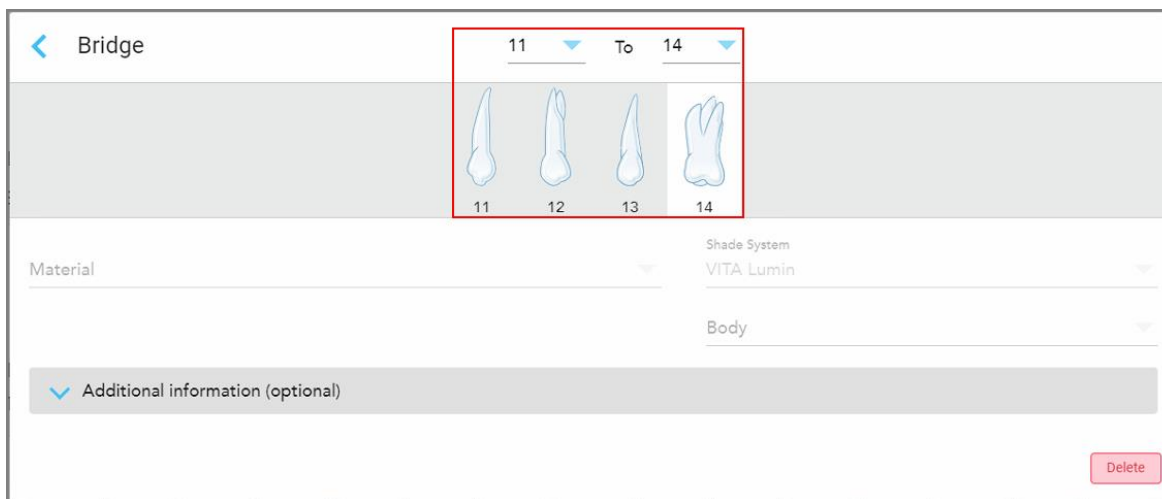 Bridge
11 To 14
11 12 13 14
Shade System
Material VITA Lumin
Body
Additional information (optional)
Delete